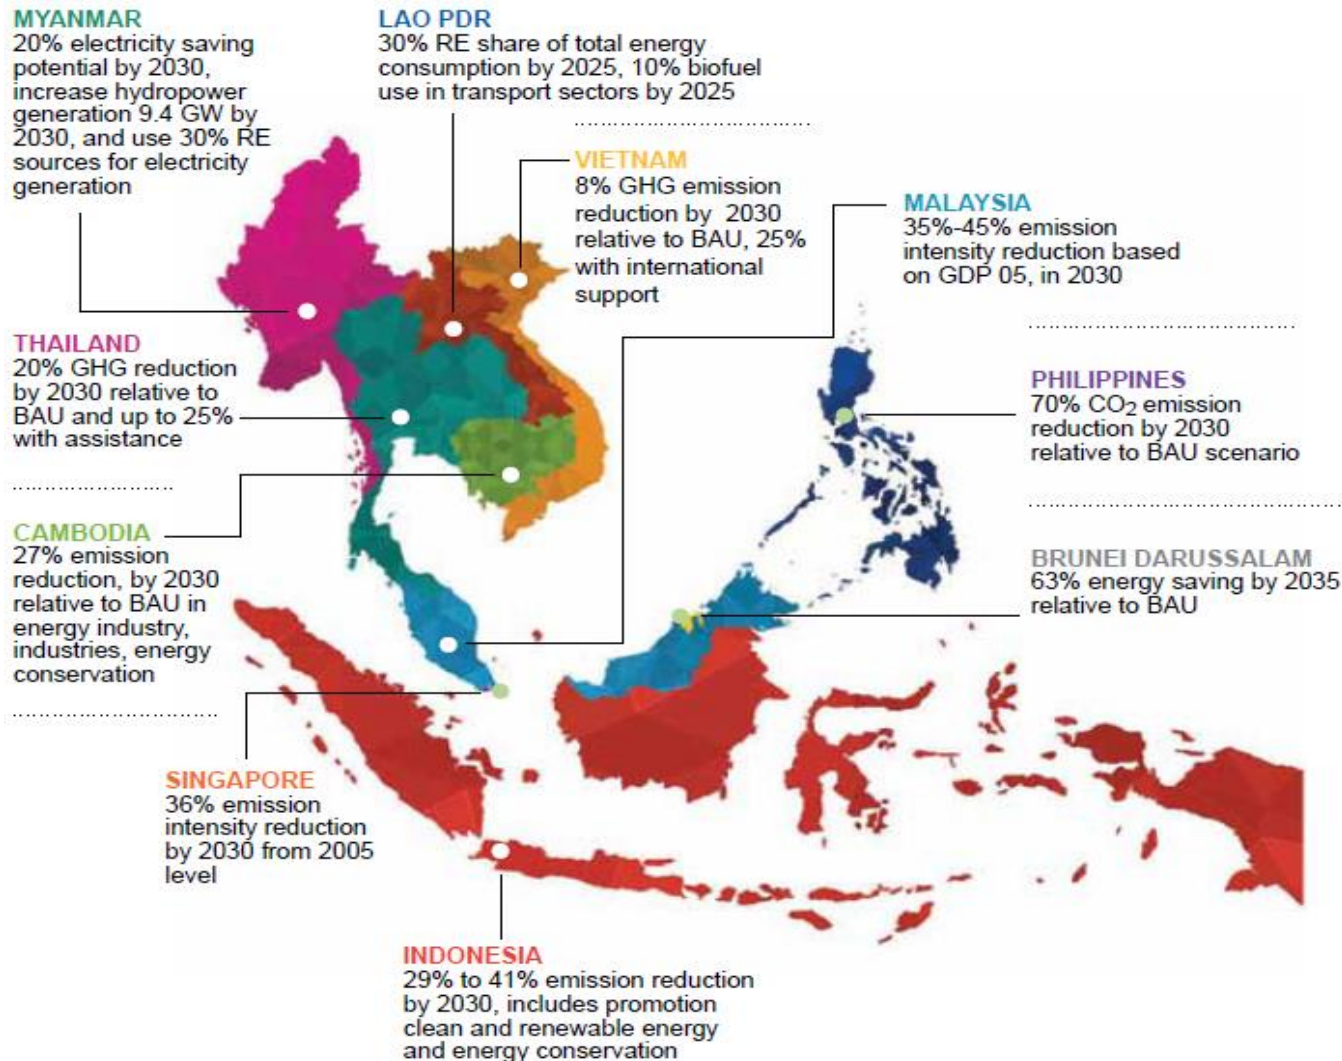 MYANMAR
20% electricity saving
potential by 2030,
increase hydropower
generation 9.4 GW by
2030, and use 30% RE
sources for electricity
generation
LAO PDR
30% RE share of total energy
consumption by 2025, 10% biofuel
use in transport sectors by 2025
VIETNAM
8% GHG emission
reduction by 2030
relative to BAU, 25%
with international
support
MALAYSIA
35%-45% emission
intensity reduction based
on GDP 05, in 2030
THAILAND
20% GHG reduction
by 2030 relative to
BAU and up to 25%
with assistance
PHILIPPINES
70% CO₂ emission
reduction by 2030
relative to BAU scenario
CAMBODIA
27% emission
reduction, by 2030
relative to BAU in
energy industry,
industries, energy
conservation
BRUNEI DARUSSALAM
63% energy saving by 2035
relative to BAU
SINGAPORE
36% emission
intensity reduction
by 2030 from 2005
level
INDONESIA
29% to 41% emission reduction
by 2030, includes promotion
clean and renewable energy
and energy conservation